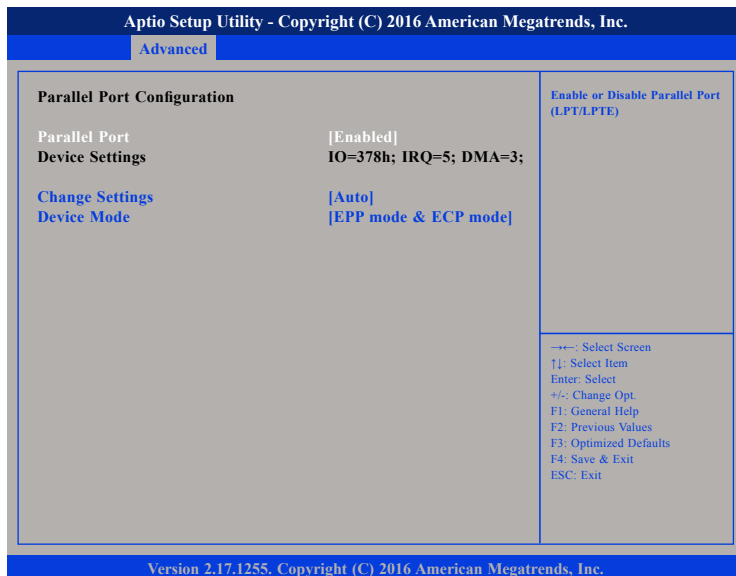 Aptio Setup Utility - Copyright (C) 2016 American Megatrends, Inc.
Advanced
Parallel Port Configuration
Parallel Port [Enabled]
Device Settings IO=378h; IRQ=5; DMA=3;
Change Settings [Auto]
Device Mode [EPP mode & ECP mode]
Enable or Disable Parallel Port
(LPT/LPTE)
→←: Select Screen
↑↓: Select Item
Enter: Select
+/-: Change Opt.
F1: General Help
F2: Previous Values
F3: Optimized Defaults
F4: Save & Exit
ESC: Exit
Version 2.17.1255. Copyright (C) 2016 American Megatrends, Inc.